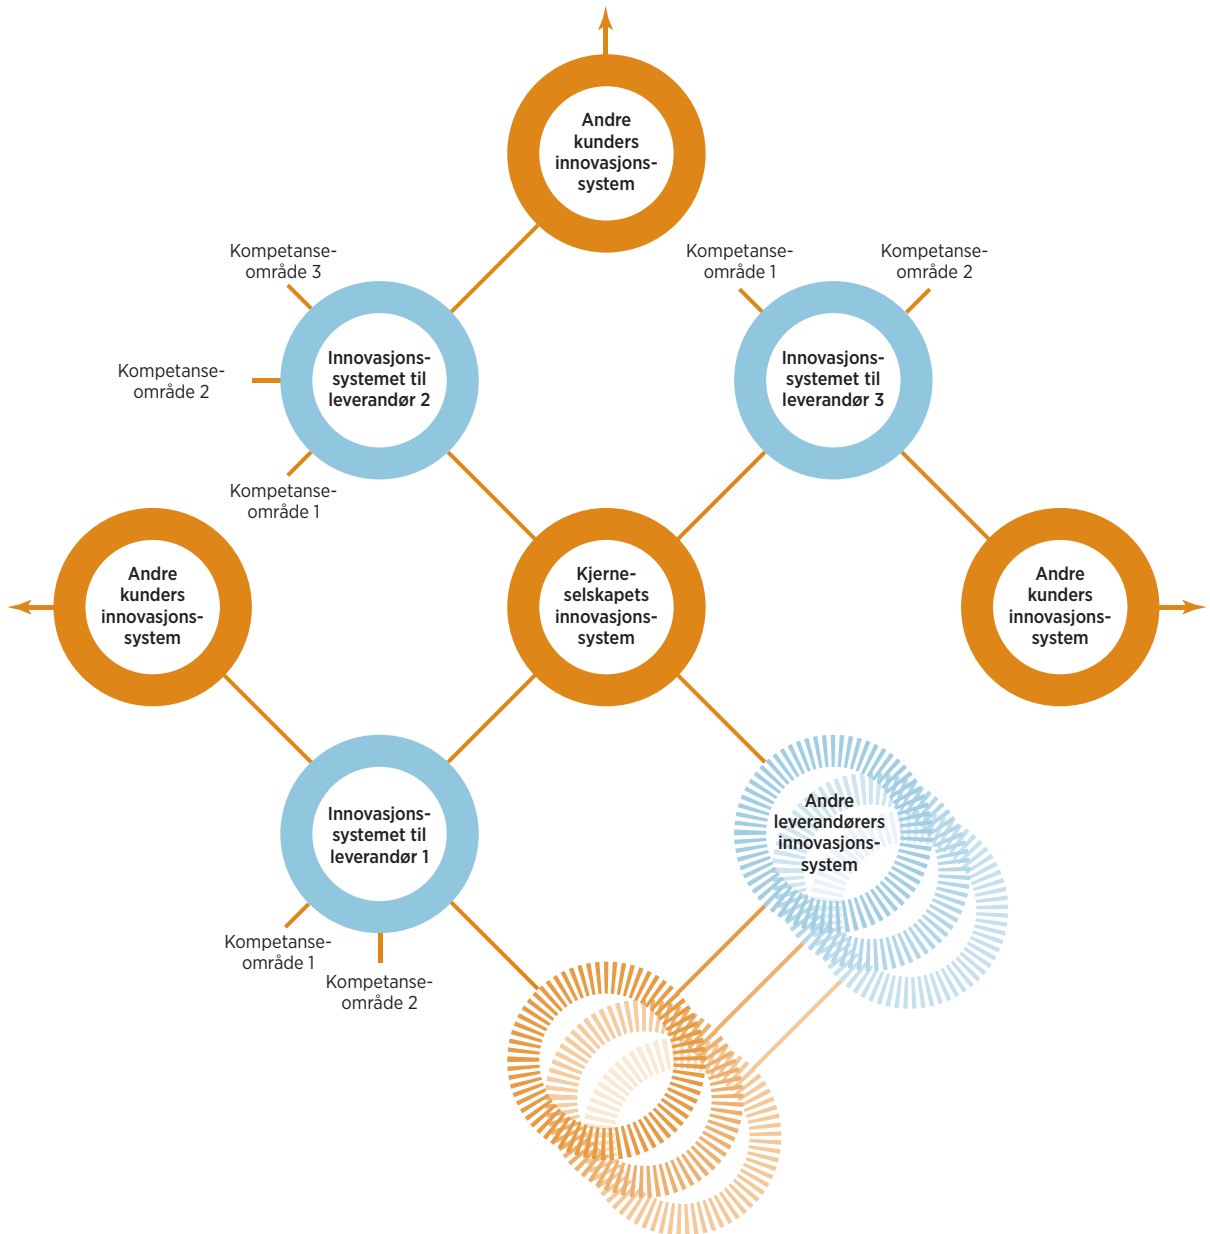 Andre
kunders
innovasjons-
system
Kompetanse-
område 3
Kompetanse-
område 1
Kompetanse-
område 2
Innovasjons-
systemet til
leverandør 2
Innovasjons-
systemet til
leverandør 3
Kompetanse-
område 2
Kompetanse-
område 1
Andre
kunders
innovasjons-
system
Kjerne-
selskapets
innovasjons-
system
Andre
kunders
innovasjons-
system
Innovasjons-
systemet til
leverandør 1
Andre
leverandørers
innovasjons-
system
Kompetanse-
område 1
Kompetanse-
område 2